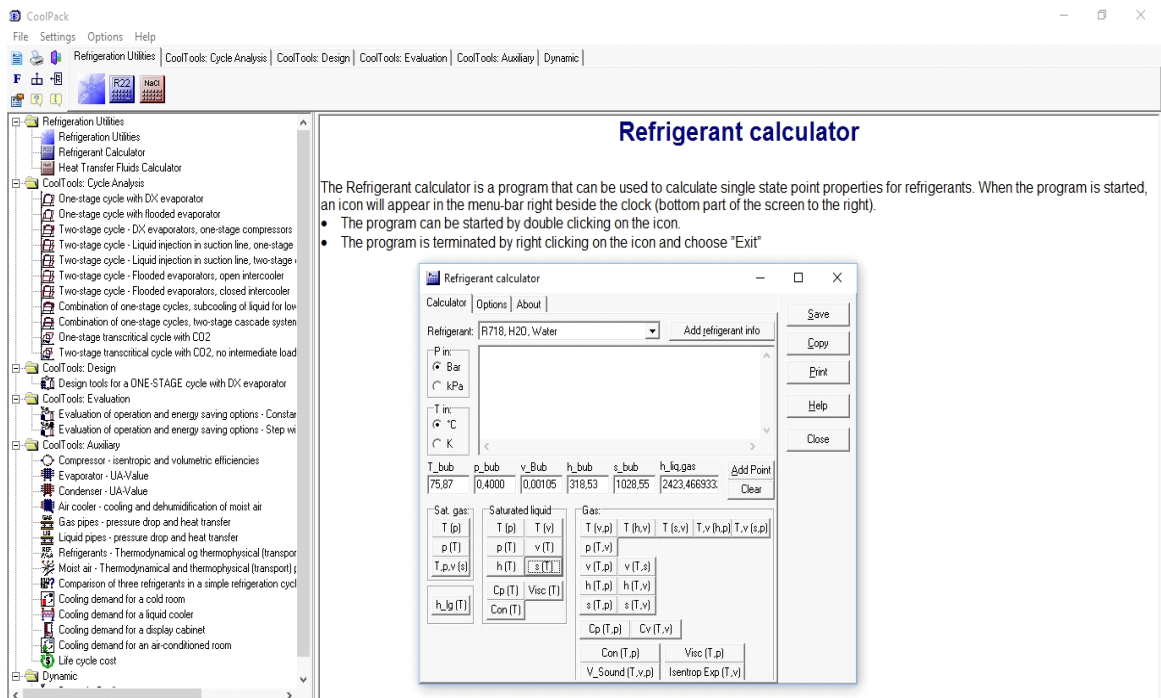 CoolPack
File Settings Options Help
Refrigeration Utilities CoolTools: Cycle Analysis CoolTools: Design CoolTools: Evaluation CoolTools: Auxiliary Dynamic
F
R22 NaCl
Refrigeration Utilities
Refrigeration Utilities
Refrigerant Calculator
Heat Transfer Fluids Calculator
CoolTools: Cycle Analysis
One-stage cycle with DX evaporator
One-stage cycle with flooded evaporator
Two-stage cycle - DX evaporators, one-stage compressors
Two-stage cycle - Liquid injection in suction line, one-stage
Two-stage cycle - Liquid injection in suction line, two-stage
Two-stage cycle - Flooded evaporators, open intercooler
Two-stage cycle - Flooded evaporators, closed intercooler
Combination of one-stage cycles, subcooling of liquid for low
Combination of one-stage cycles, two-stage cascade system
One-stage transcritical cycle with CO2
Two-stage transcritical cycle with CO2, no intermediate load
CoolTools: Design
Design tools for a ONE-STAGE cycle with DX evaporator
CoolTools: Evaluation
Evaluation of operation and energy saving options - Constar
Evaluation of operation and energy saving options - Step wi
CoolTools: Auxiliary
Compressor - isentropic and volumetric efficiencies
Evaporator - UA-Value
Condenser - UA-Value
Air cooler - cooling and dehumidification of moist air
Gas pipes - pressure drop and heat transfer
Liquid pipes - pressure drop and heat transfer
Refrigerants - Thermodynamical og thermophysical (transpor
Moist air - Thermodynamical and thermophysical (transport) p
Comparison of three refrigerants in a simple refrigeration cycl
Cooling demand for a cold room
Cooling demand for a liquid cooler
Cooling demand for a display cabinet
Cooling demand for an air-conditioned room
Life cycle cost
Dynamic
Refrigerant calculator
The Refrigerant calculator is a program that can be used to calculate single state point properties for refrigerants. When the program is started,
an icon will appear in the menu-bar right beside the clock (bottom part of the screen to the right).
• The program can be started by double clicking on the icon.
• The program is terminated by right clicking on the icon and choose "Exit"
Refrigerant calculator
Calculator Options About
Refrigerant: R718, H2O, Water Add refrigerant info
P in:
Bar
kPa
T in:
°C
K
Save
Copy
Print
Help
Close
T_bub p_bub v_Bub h_bub s_bub h_liq,gas Add Point
75,87 0,4000 0,00105 318,53 1028,55 2423,466933 Clear
Sat. gas: Saturated liquid Gas:
T (p) T (p) T (v) T (v,p) T (h,v) T (s,v) T,v (h,p) T,v (s,p)
p (T) p (T) v (T) p (T,v)
T,p,v (s) h (T) s (T) v (T,p) v (T,s)
Cp (T) Visc (T) h (T,p) h (T,v)
h_lg (T) Con (T) s (T,p) s (T,v)
Cp (T,p) Cv (T,v)
Con (T,p) Visc (T,p)
V_Sound (T,v,p) Isentrop Exp (T,v)